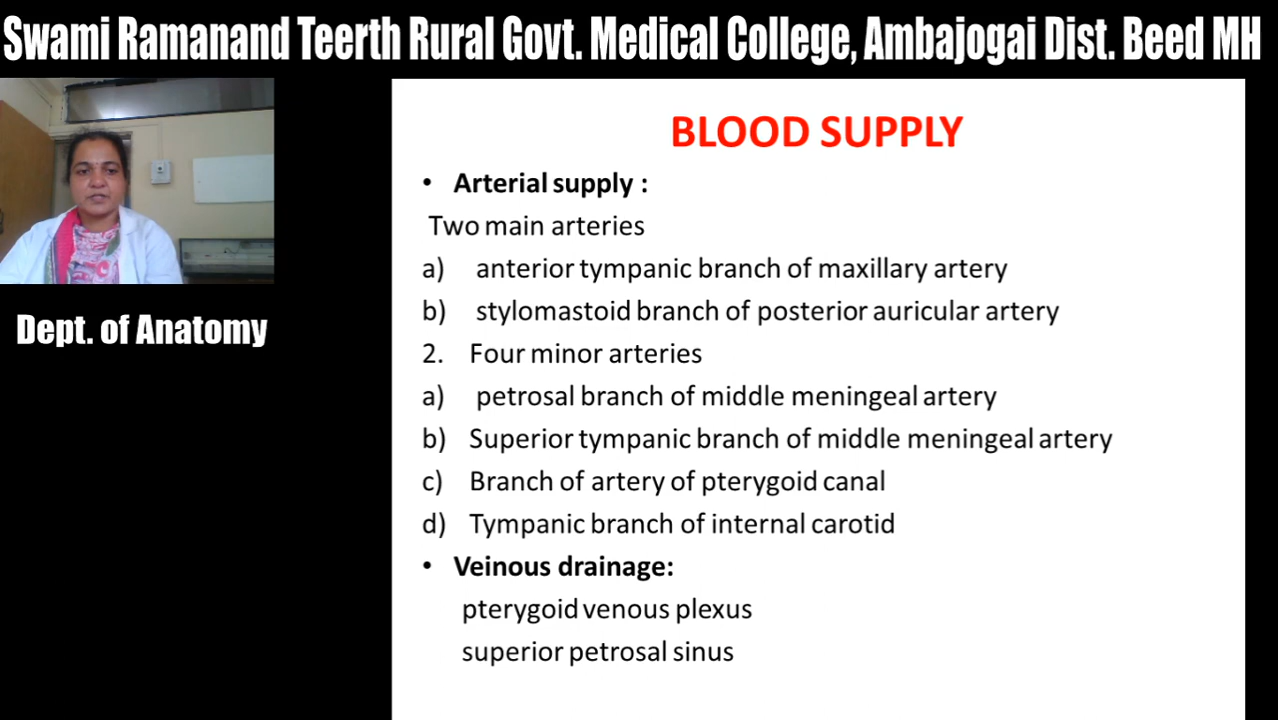 Swami Ramanand Teerth Rural Govt. Medical College, Ambajogai Dist. Beed MH
BLOOD SUPPLY
• Arterial supply :
Two main arteries
a) anterior tympanic branch of maxillary artery
b) stylomastoid branch of posterior auricular artery
2. Four minor arteries
a) petrosal branch of middle meningeal artery
b) Superior tympanic branch of middle meningeal artery
c) Branch of artery of pterygoid canal
d) Tympanic branch of internal carotid
• Veinous drainage:
pterygoid venous plexus
superior petrosal sinus
Dept. of Anatomy